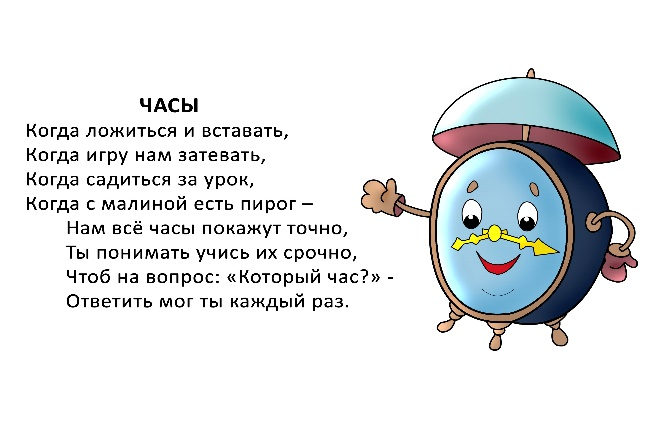 ЧАСЫ
Когда ложиться и вставать,
Когда игру нам затевать,
Когда садиться за урок,
Когда с малиной есть пирог –
Нам всё часы покажут точно,
Ты понимать учись их срочно,
Чтоб на вопрос: «Который час?» -
Ответить мог ты каждый раз.